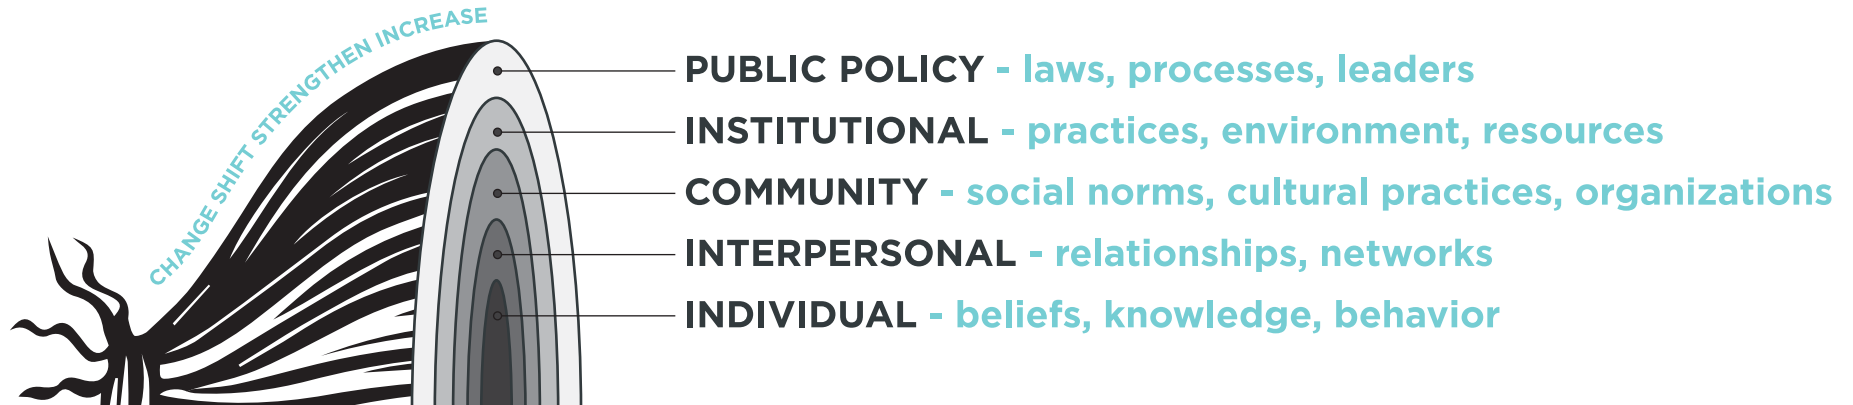 CHANGE SHIFT STRENGTHEN INCREASE
PUBLIC POLICY - laws, processes, leaders
INSTITUTIONAL - practices, environment, resources
COMMUNITY - social norms, cultural practices, organizations
INTERPERSONAL - relationships, networks
INDIVIDUAL - beliefs, knowledge, behavior